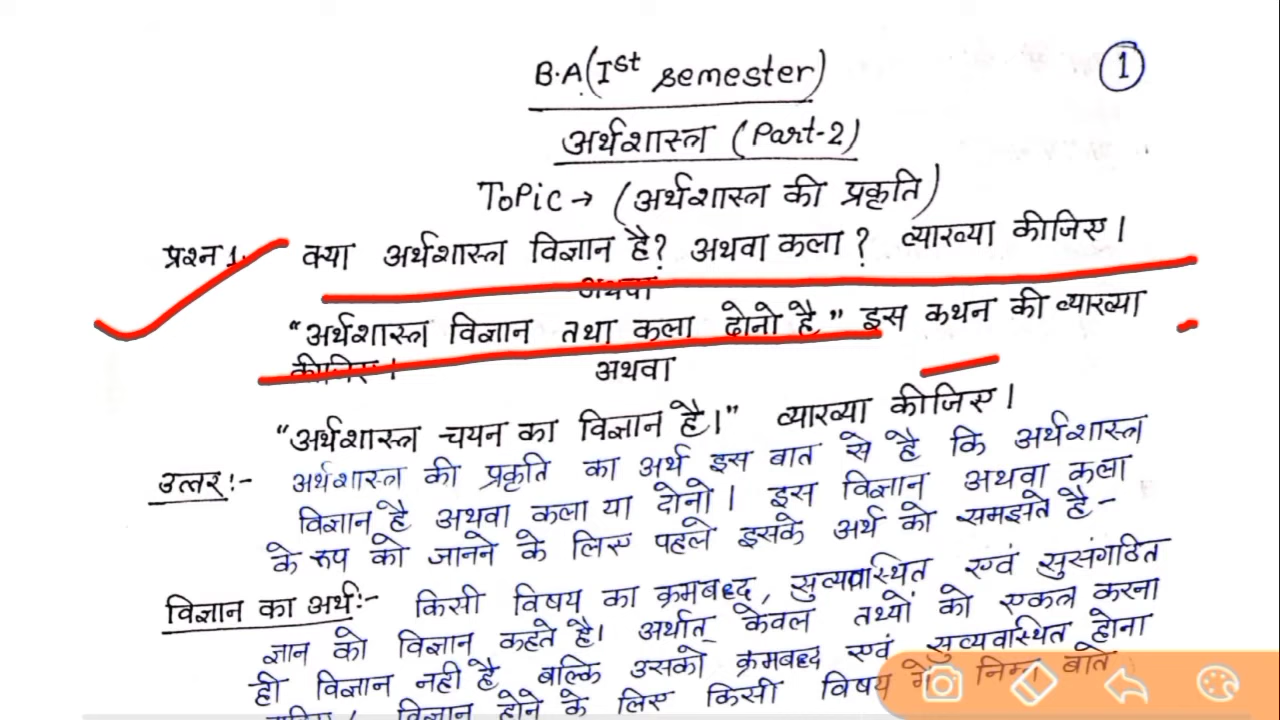 B.A (Ist Semester)
1
अर्थशास्त्र (Part-2)
Topic → (अर्थशास्त्र की प्रकृति)
प्रश्न 1. क्या अर्थशास्त्र विज्ञान है? अथवा कला? व्याख्या कीजिए।
अथवा
“अर्थशास्त्र विज्ञान तथा कला दोनो है” इस कथन की व्याख्या
कीजिए।
अथवा
“अर्थशास्त्र चयन का विज्ञान है।” व्याख्या कीजिए।
उत्तर:- अर्थशास्त्र की प्रकृति का अर्थ इस बात से है कि अर्थशास्त्र
विज्ञान है अथवा कला या दोनो। इस विज्ञान अथवा कला
के रूप को जानने के लिए पहले इसके अर्थ को समझते है-
विज्ञान का अर्थ:- किसी विषय का क्रमबद्द, सुव्यवास्थित एवं सुसंगठित
ज्ञान को विज्ञान कहते है। अर्थात् केवल तथ्यों को एकत्र करना
ही विज्ञान नही है बल्कि उसको क्रमबद्द एवं सुव्यवास्थित होना
विज्ञान होने के लिए किसी विषय में निम्न बाते